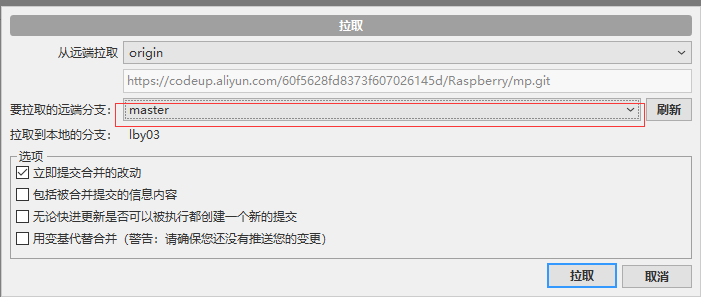 拉取
从远端拉取 origin
https://codeup.aliyun.com/60f5628fd8373f607026145d/Raspberry/mp.git
要拉取的远端分支： master 刷新
拉取到本地的分支： lby03
选项
立即提交合并的改动
包括被合并提交的信息内容
无论快进更新是否可以被执行都创建一个新的提交
用变基代替合并（警告：请确保您还没有推送您的变更）
拉取 取消